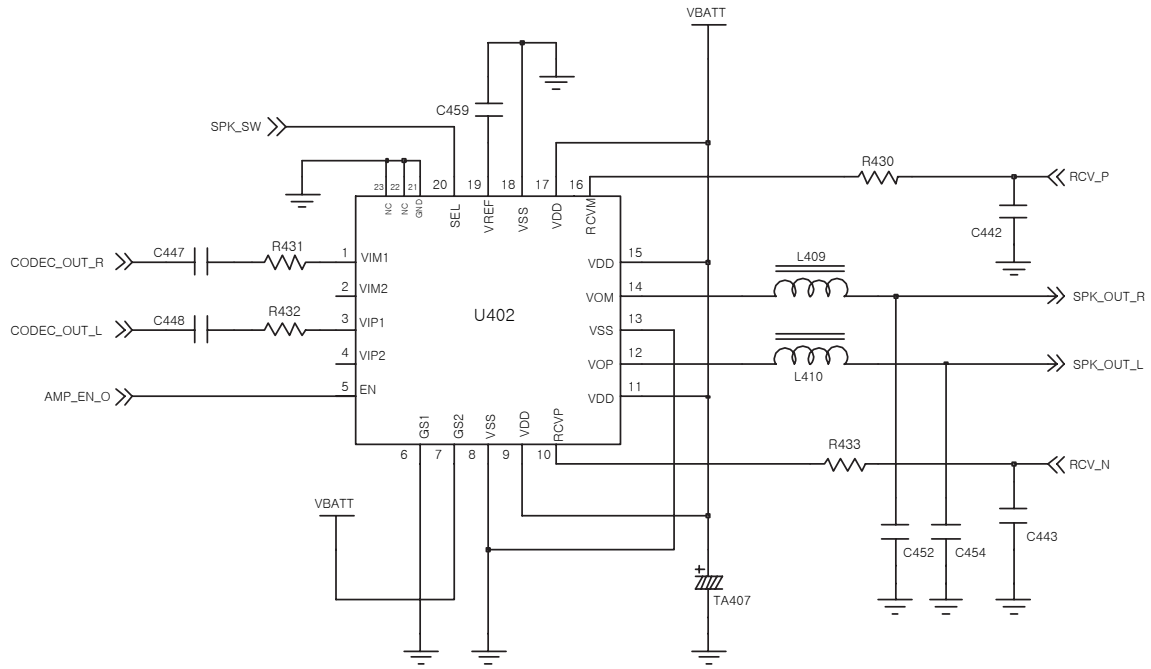 VBATT
C459
SPK_SW
R430
RCV_P
23
22
21
20
19
18
17
16
NC
NC
GND
SEL
VREF
VSS
VDD
RCVM
C442
CODEC_OUT_R
C447
R431
1
VIM1
VDD
15
L409
2
VIM2
VOM
14
SPK_OUT_R
U402
CODEC_OUT_L
C448
R432
3
VIP1
VSS
13
4
VIP2
VOP
12
L410
SPK_OUT_L
AMP_EN_O
5
EN
VDD
11
GS1
GS2
VSS
VDD
RCVP
6
7
8
9
10
R433
RCV_N
VBATT
C452
C454
C443
+
TA407